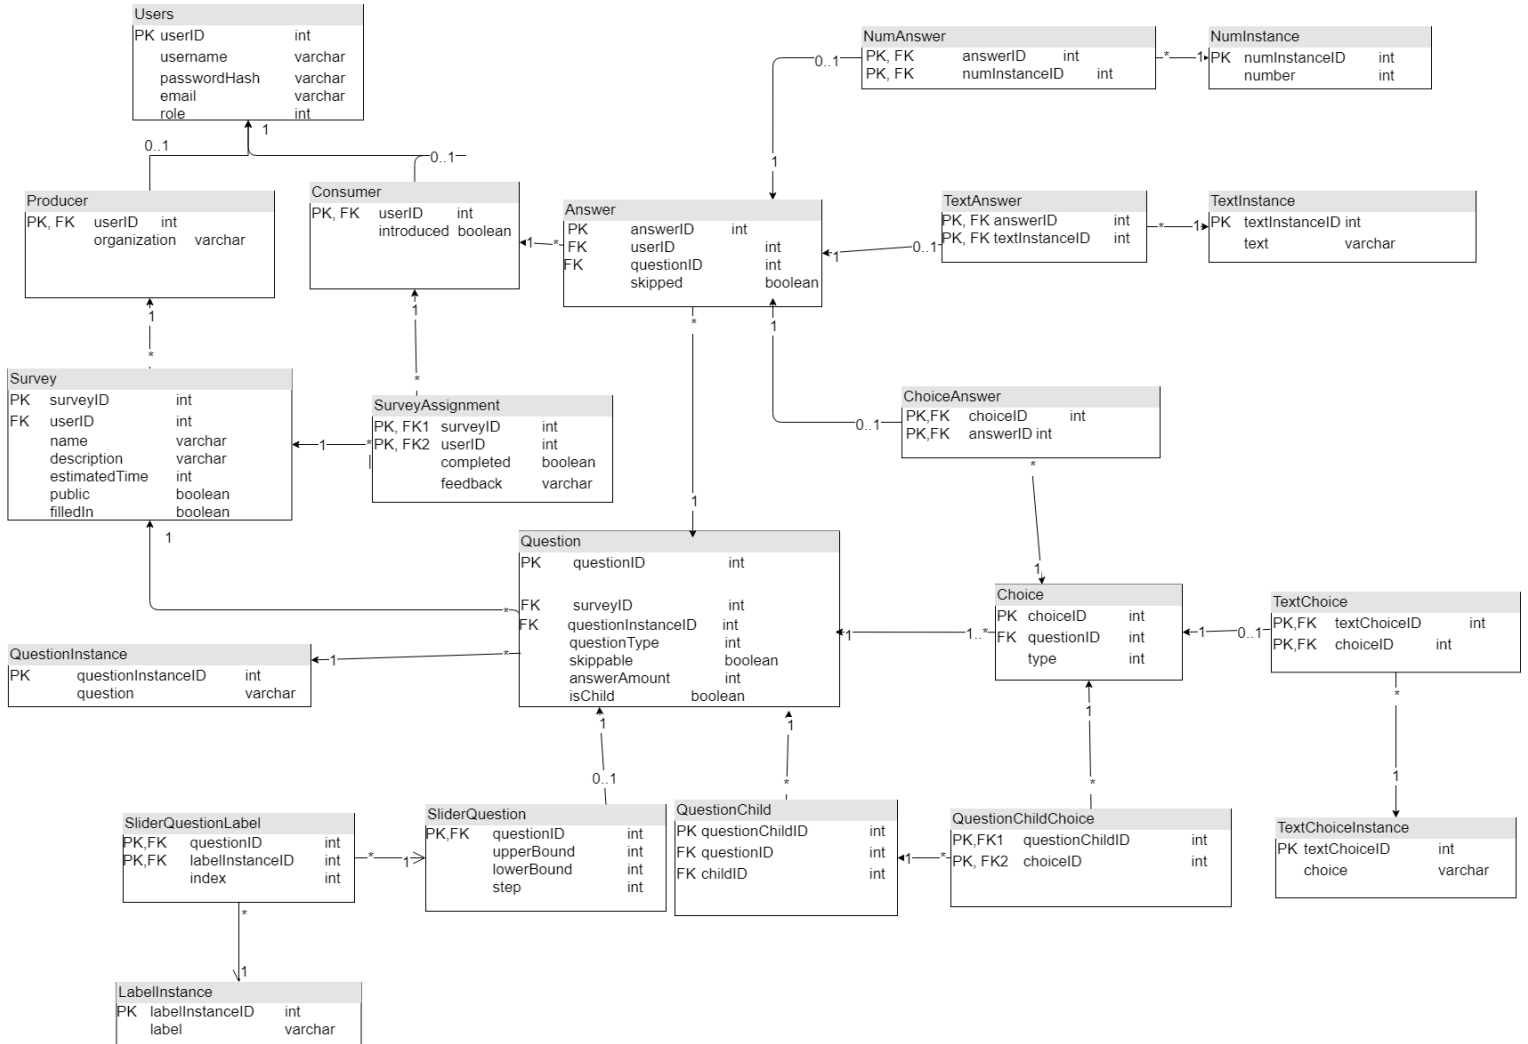 Users
PK userID int
username varchar
passwordHash varchar
email varchar
role int
1
0..1
0..1
Producer
PK, FK userID int
organization varchar
Consumer
PK, FK userID int
introduced boolean
1
*
Answer
PK answerID int
FK userID int
FK questionID int
skipped boolean
NumAnswer
PK, FK answerID int
PK, FK numInstanceID int
*
1
0..1
1
NumInstance
PK numInstanceID int
number int
TextAnswer
PK, FK answerID int
PK, FK textInstanceID int
*
1
0..1
1
TextInstance
PK textInstanceID int
text varchar
1
*
1
*
1
0..1
*
1
Survey
PK surveyID int
FK userID int
name varchar
description varchar
estimatedTime int
public boolean
filledIn boolean
1
*
SurveyAssignment
PK, FK1 surveyID int
PK, FK2 userID int
completed boolean
feedback varchar
ChoiceAnswer
PK,FK choiceID int
PK,FK answerID int
*
1
1
*
Question
PK questionID int
FK surveyID int
FK questionInstanceID int
questionType int
skippable boolean
answerAmount int
isChild boolean
1
1..*
Choice
PK choiceID int
FK questionID int
type int
1
0..1
TextChoice
PK,FK textChoiceID int
PK,FK choiceID int
QuestionInstance
PK questionInstanceID int
question varchar
1
*
1
0..1
1
*
1
*
*
1
SliderQuestionLabel
PK,FK questionID int
PK,FK labelInstanceID int
index int
*
1
SliderQuestion
PK,FK questionID int
upperBound int
lowerBound int
step int
QuestionChild
PK questionChildID int
FK questionID int
FK childID int
1
*
QuestionChildChoice
PK,FK1 questionChildID int
PK, FK2 choiceID int
TextChoiceInstance
PK textChoiceID int
choice varchar
*
1
LabelInstance
PK labelInstanceID int
label varchar